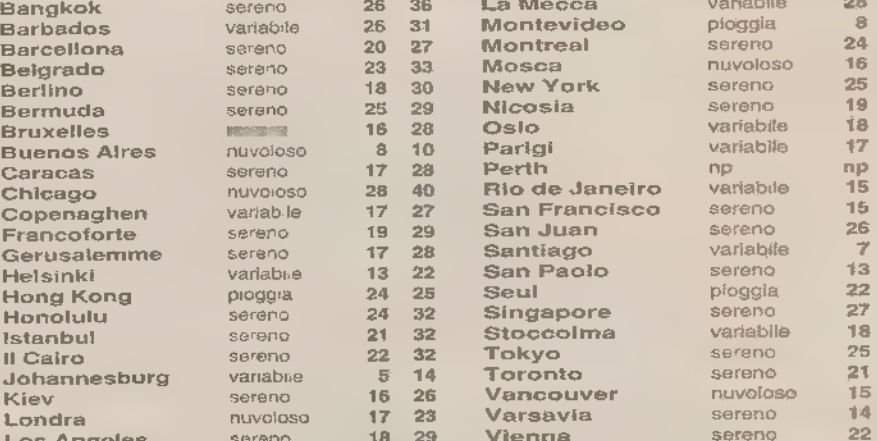 Bangkok sereno 26 36
Barbados variabile 26 31
Barcellona sereno 20 27
Belgrado sereno 23 33
Berlino sereno 18 30
Bermuda sereno 25 29
Bruxelles 16 28
Buenos Aires nuvoloso 8 10
Caracas sereno 17 28
Chicago nuvoloso 28 40
Copenaghen variabile 17 27
Francoforte sereno 19 29
Gerusalemme sereno 17 28
Helsinki variabile 13 22
Hong Kong pioggia 24 25
Honolulu sereno 24 32
Istanbul sereno 21 32
Il Cairo sereno 22 32
Johannesburg variabile 5 14
Kiev sereno 16 26
Londra nuvoloso 17 23
Los Angeles sereno 18 29
La Mecca variabile 28
Montevideo pioggia 8
Montreal sereno 24
Mosca nuvoloso 16
New York sereno 25
Nicosia sereno 19
Oslo variabile 18
Parigi variabile 17
Perth np np
Rio de Janeiro variabile 15
San Francisco sereno 15
San Juan sereno 26
Santiago variabile 7
San Paolo sereno 13
Seul pioggia 22
Singapore sereno 27
Stoccolma variabile 18
Tokyo sereno 25
Toronto sereno 21
Vancouver nuvoloso 15
Varsavia sereno 14
Vienna sereno 22